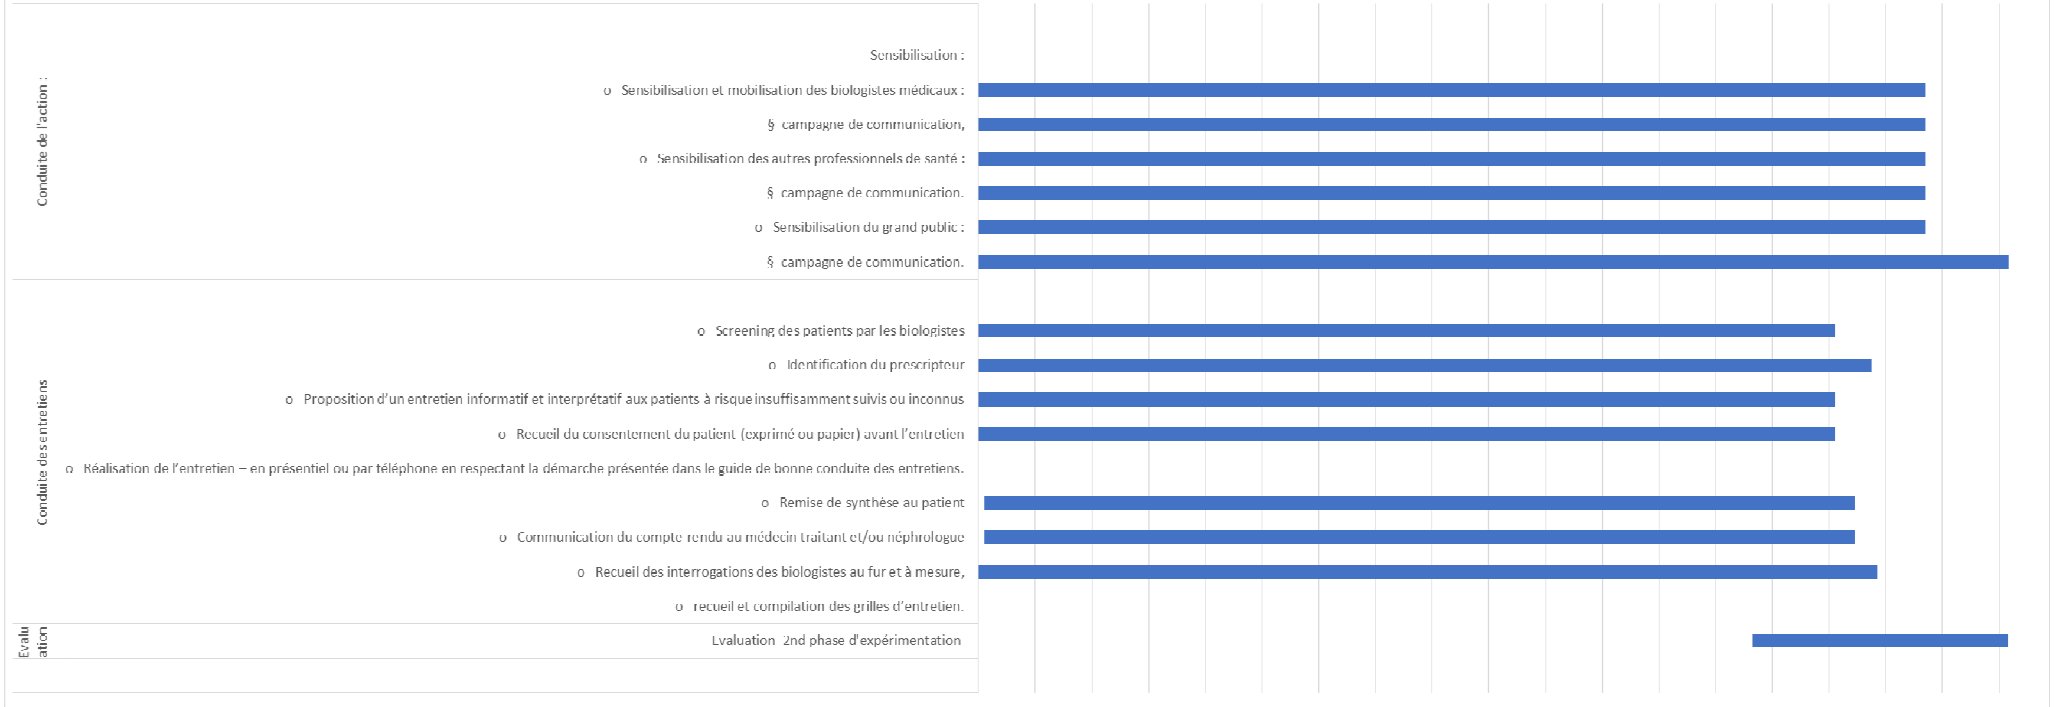 Conduite de l'action :
Sensibilisation :
o Sensibilisation et mobilisation des biologistes médicaux :
§ campagne de communication,
o Sensibilisation des autres professionnels de santé :
§ campagne de communication.
o Sensibilisation du grand public :
§ campagne de communication.
Conduite des entretiens
o Screening des patients par les biologistes
o Identification du prescripteur
o Proposition d'un entretien informatif et interprétatif aux patients à risque insuffisamment suivis ou inconnus
o Recueil du consentement du patient (exprimé ou papier) avant l'entretien
o Réalisation de l'entretien – en présentiel ou par téléphone en respectant la démarche présentée dans le guide de bonne conduite des entretiens.
o Remise de synthèse au patient
o Communication du compte rendu au médecin traitant et/ou néphrologue
o Recueil des interrogations des biologistes au fur et à mesure,
o recueil et compilation des grilles d'entretien.
Evalu
ation
Evaluation 2nd phase d'expérimentation